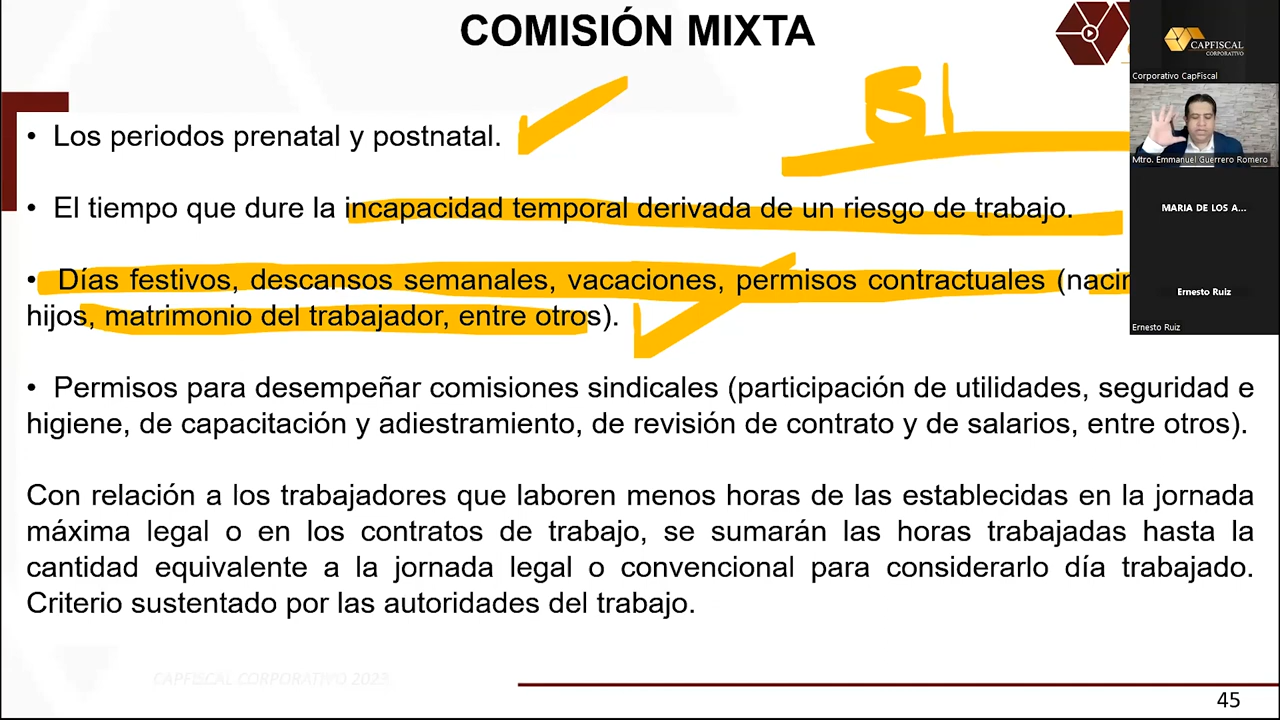 COMISIÓN MIXTA
CAPFISCAL
CORPORATIVO
Corporativo CapFiscal
• Los periodos prenatal y postnatal.
Mtro. Emmanuel Guerrero Romero
• El tiempo que dure la incapacidad temporal derivada de un riesgo de trabajo.
MARIA DE LOS A...
• Días festivos, descansos semanales, vacaciones, permisos contractuales
hijos, matrimonio del trabajador, entre otros).
Ernesto Ruiz
Ernesto Ruiz
• Permisos para desempeñar comisiones sindicales (participación de utilidades, seguridad e
higiene, de capacitación y adiestramiento, de revisión de contrato y de salarios, entre otros).
Con relación a los trabajadores que laboren menos horas de las establecidas en la jornada
máxima legal o en los contratos de trabajo, se sumarán las horas trabajadas hasta la
cantidad equivalente a la jornada legal o convencional para considerarlo día trabajado.
Criterio sustentado por las autoridades del trabajo.
CAPFISCAL CORPORATIVO 2023
45